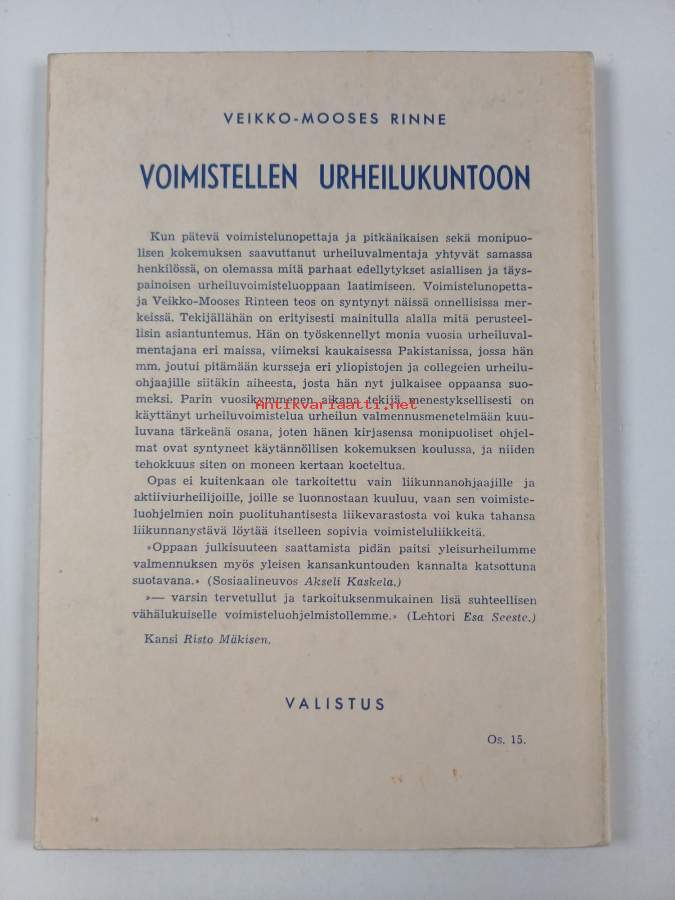 VEIKKO-MOOSES RINNE
VOIMISTELLEN URHEILUKUNTOON
Kun pätevä voimistelunopettaja ja pitkäaikaisen sekä monipuo-
lisen kokemuksen saavuttanut urheiluvalmentaja yhtyvät samassa
henkilössä, on olemassa mitä parhaat edellytykset asiallisen ja täys-
painoisen urheiluvoimisteluoppaan laatimiseen. Voimistelunopetta-
ja Veikko-Mooses Rinteen teos on syntynyt näissä onnellisissa mer-
keissä. Tekijällähän on erityisesti mainitulla alalla mitä perusteel-
lisin asiantuntemus. Hän on työskennellyt monia vuosia urheiluval-
mentajana eri maissa, viimeksi kaukaisessa Pakistanissa, jossa hän
mm. joutui pitämään kursseja eri yliopistojen ja collegeien urheilu-
ohjaajille siitäkin aiheesta, josta hän nyt julkaisee oppaansa suo-
meksi. Parin vuosikymmenen aikana tekijä menestyksellisesti on
Antikvariaatti.net
käyttänyt urheiluvoimistelua urheilun valmennusmenetelmään kuu-
luvana tärkeänä osana, joten hänen kirjasensa monipuoliset ohjel-
mat ovat syntyneet käytännöllisen kokemuksen koulussa, ja niiden
tehokkuus siten on moneen kertaan koeteltua.
Opas ei kuitenkaan ole tarkoitettu vain liikunnanohjaajille ja
aktiiviurheilijoille, joille se luonnostaan kuuluu, vaan sen voimiste-
luohjelmien noin puolituhantisesta liikevarastosta voi kuka tahansa
liikunnanystävä löytää itselleen sopivia voimisteluliikkeitä.
»Oppaan julkisuuteen saattamista pidän paitsi yleisurheilumme
valmennuksen myös yleisen kansankuntouden kannalta katsottuna
suotavana.» (Sosiaalineuvos Akseli Kaskela.)
»— varsin tervetullut ja tarkoituksenmukainen lisä suhteellisen
vähälukuiselle voimisteluohjelmistollemme.» (Lehtori Esa Seeste.)
Kansi Risto Mäkisen.
VALISTUS
Os. 15.